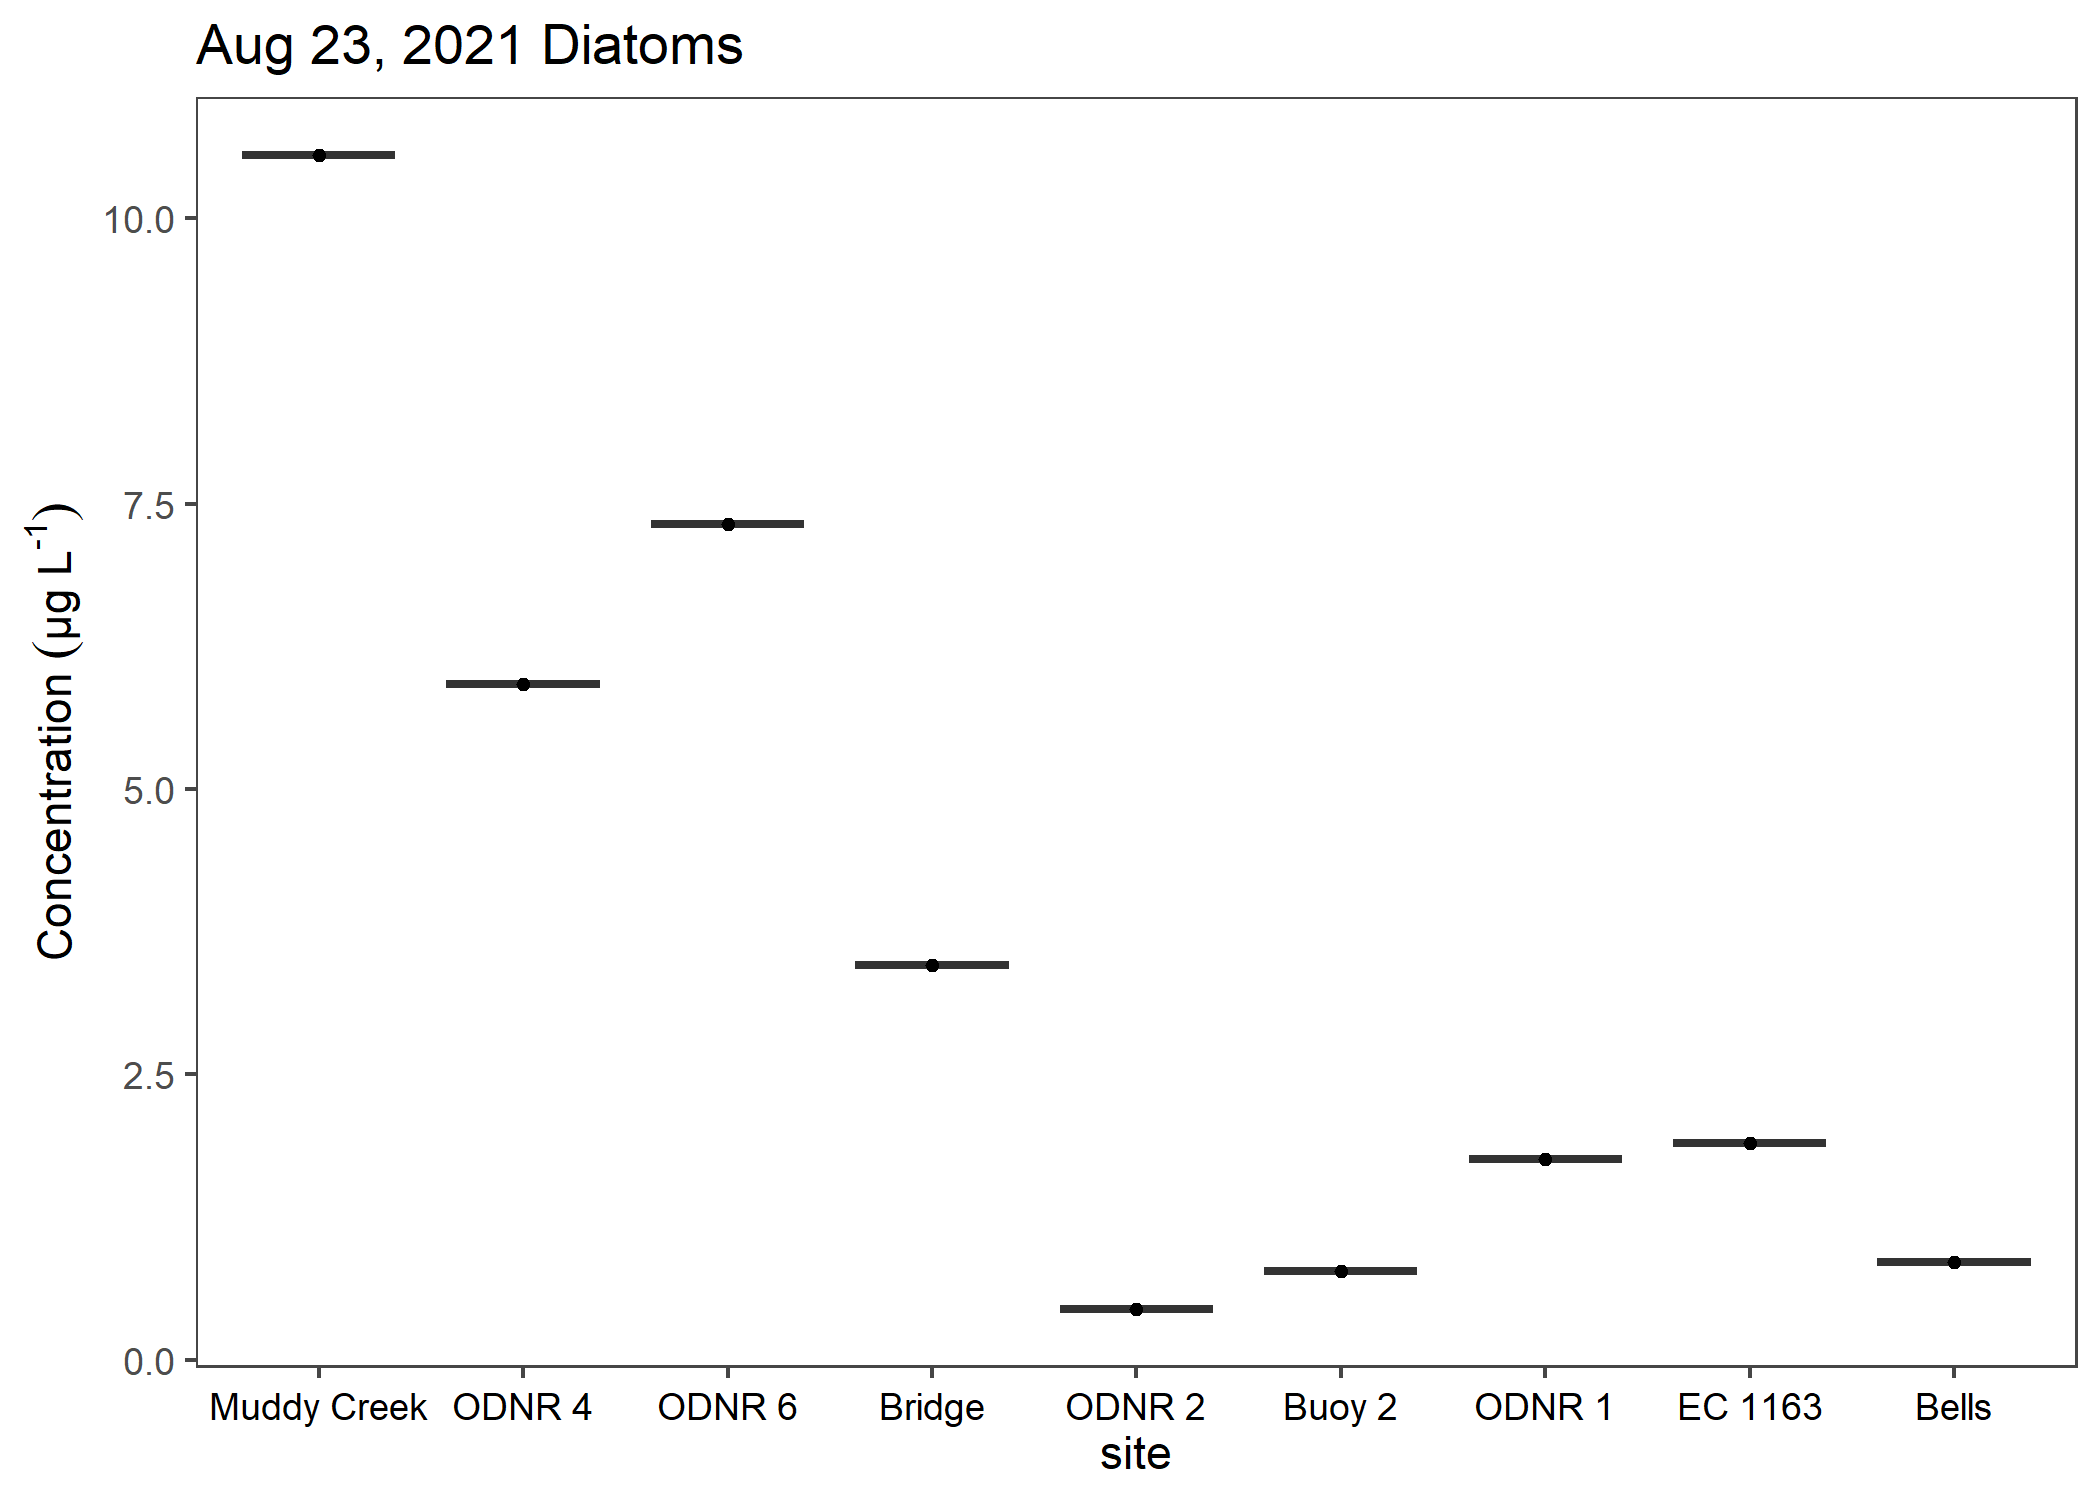 Aug 23, 2021 Diatoms
Concentration (µg L⁻¹)
10.0
7.5
5.0
2.5
0.0
Muddy Creek ODNR 4 ODNR 6 Bridge ODNR 2 Buoy 2 ODNR 1 EC 1163 Bells
site